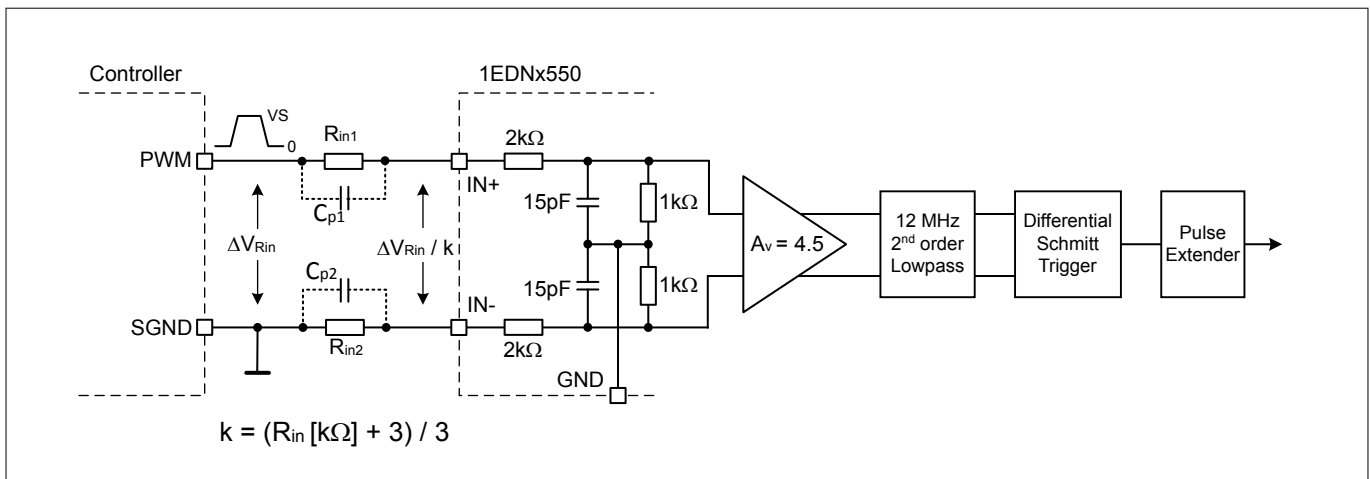 Controller
1EDNx550
VS
0
Rin1
2kΩ
PWM
IN+
Cp1
15pF
1kΩ
ΔVRin
ΔVRin / k
Av = 4.5
12 MHz
2nd order
Lowpass
Differential
Schmitt
Trigger
Pulse
Extender
Cp2
15pF
1kΩ
IN-
SGND
Rin2
2kΩ
GND
k = (Rin [kΩ] + 3) / 3